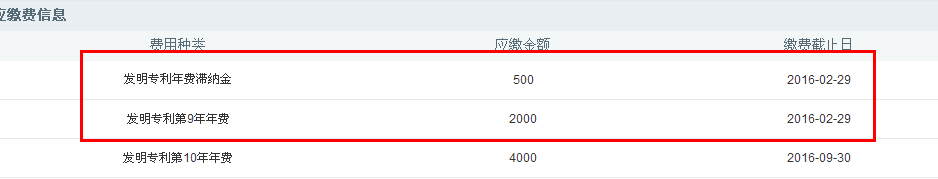 应缴费信息
费用种类 应缴金额 缴费截止日
发明专利年费滞纳金 500 2016-02-29
发明专利第9年年费 2000 2016-02-29
发明专利第10年年费 4000 2016-09-30